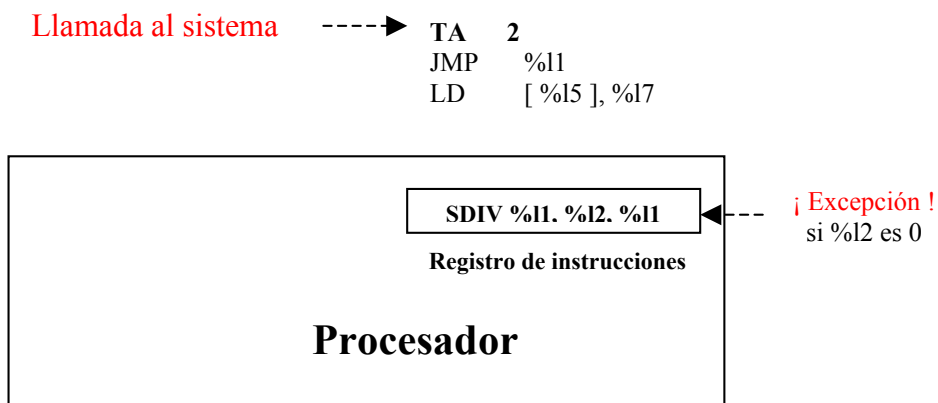 Llamada al sistema
TA 2
JMP %l1
LD [ %l5 ], %l7
SDIV %l1, %l2, %l1
¡ Excepción !
si %l2 es 0
Registro de instrucciones
Procesador